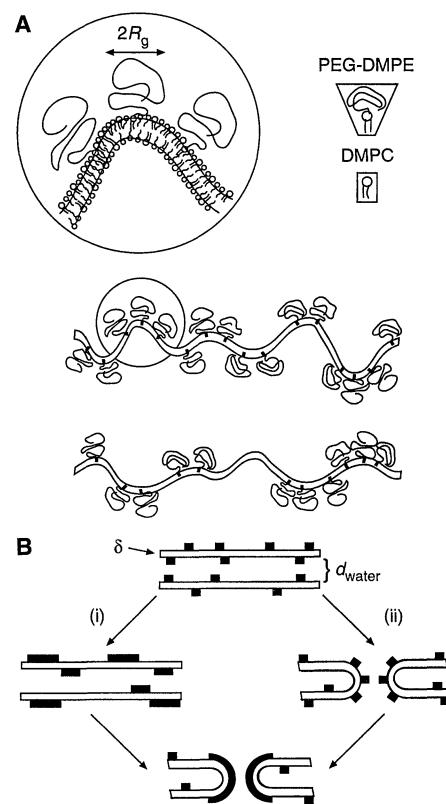 A
2Rg
PEG-DMPE
DMPC
B
δ
dwater
(i)
(ii)